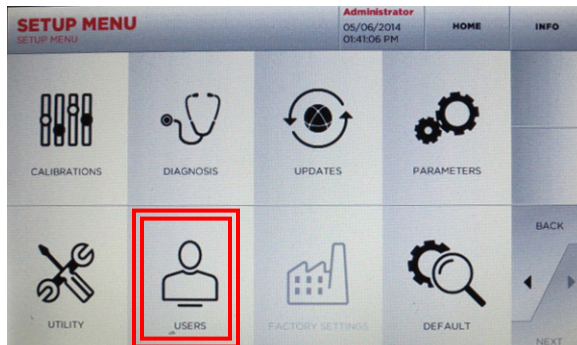 SETUP MENU
SETUP MENU
Administrator
05/06/2014
01:41:06 PM
HOME
INFO
CALIBRATIONS
DIAGNOSIS
UPDATES
PARAMETERS
BACK
UTILITY
USERS
FACTORY SETTINGS
DEFAULT
NEXT